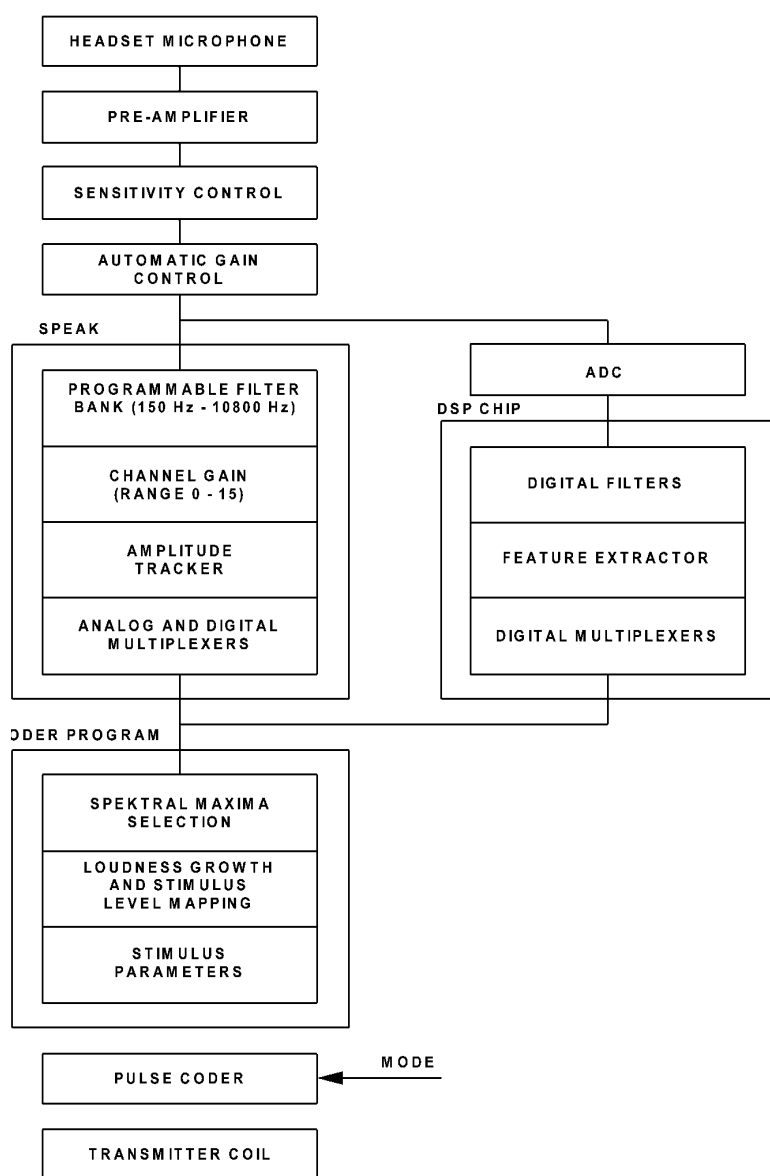 HEADSET MICROPHONE
PRE-AMPLIFIER
SENSITIVITY CONTROL
AUTOMATIC GAIN
CONTROL
SPEAK
PROGRAMMABLE FILTER
BANK (150 Hz - 10800 Hz)
CHANNEL GAIN
(RANGE 0 - 15)
AMPLITUDE
TRACKER
ANALOG AND DIGITAL
MULTIPLEXERS
ADC
DSP CHIP
DIGITAL FILTERS
FEATURE EXTRACTOR
DIGITAL MULTIPLEXERS
ODER PROGRAM
SPEKTRAL MAXIMA
SELECTION
LOUDNESS GROWTH
AND STIMULUS
LEVEL MAPPING
STIMULUS
PARAMETERS
MODE
PULSE CODER
TRANSMITTER COIL